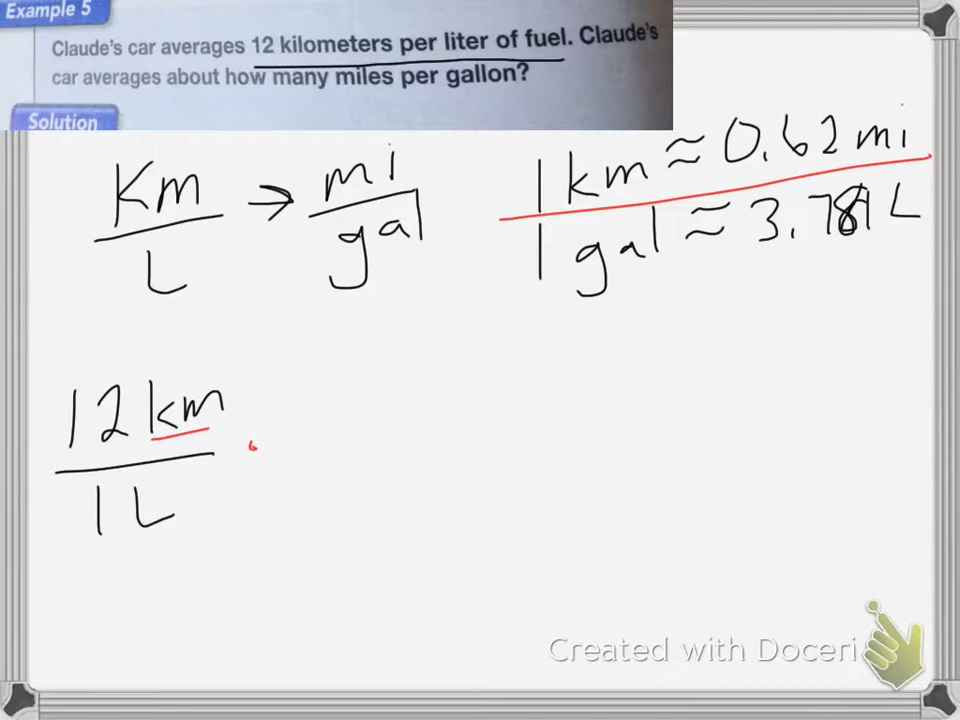 Example 5
Claude's car averages 12 kilometers per liter of fuel. Claude's
car averages about how many miles per gallon?
Solution
Km
L
→
mi
gal
1 km ≈ 0.62 mi
1 gal ≈ 3.78 L
12 km
1 L
·
Created with Doceri